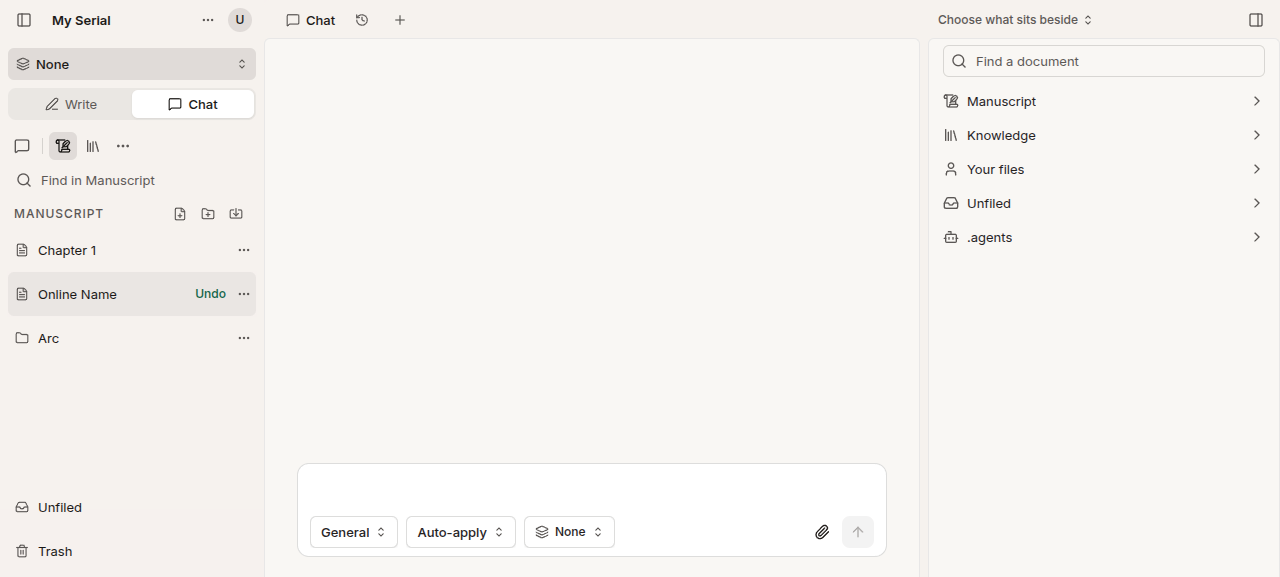 My Serial
U
Chat
Choose what sits beside
None
Write
Chat
Find in Manuscript
MANUSCRIPT
Chapter 1
Online Name
Undo
Arc
Unfiled
Trash
General
Auto-apply
None
Find a document
Manuscript
Knowledge
Your files
Unfiled
.agents